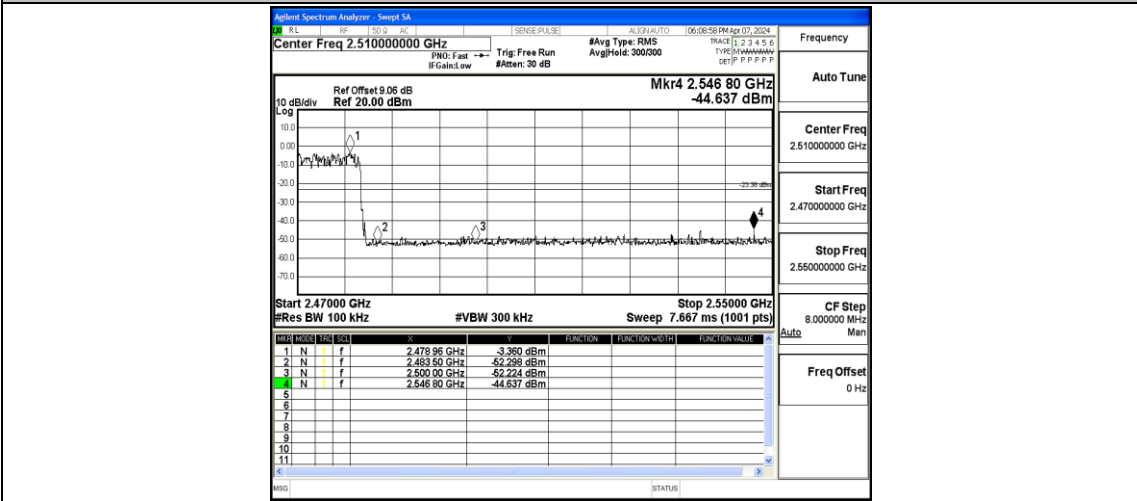 Agilent Spectrum Analyzer - Swept SA
RL RF 50 Ω AC SENSE:PULSE ALIGN AUTO 06:08:58 PM Apr 07, 2024
Center Freq 2.510000000 GHz
PNO: Fast Trig: Free Run
IFGain:Low #Atten: 30 dB
#Avg Type: RMS
Avg|Hold: 300/300
TRACE 1 2 3 4 5 6
TYPE M
DET P P P P P P
Frequency
Mkr4 2.546 80 GHz
-44.637 dBm
Ref Offset 9.06 dB
10 dB/div Ref 20.00 dBm
Log
10.0
0.00
-10.0
-20.0
-30.0
-40.0
-50.0
-60.0
-70.0
1
2
3
4
-23.36 dBm
Start 2.47000 GHz Stop 2.55000 GHz
#Res BW 100 kHz #VBW 300 kHz Sweep 7.667 ms (1001 pts)
MKR MODE TRC SCL X Y FUNCTION FUNCTION WIDTH FUNCTION VALUE
1 N 1 f 2.478 96 GHz -3.360 dBm
2 N 1 f 2.483 50 GHz -52.298 dBm
3 N 1 f 2.500 00 GHz -52.224 dBm
4 N 1 f 2.546 80 GHz -44.637 dBm
5
6
7
8
9
10
11
MSG STATUS
Auto Tune
Center Freq
2.510000000 GHz
Start Freq
2.470000000 GHz
Stop Freq
2.550000000 GHz
CF Step
8.000000 MHz
Auto Man
Freq Offset
0 Hz